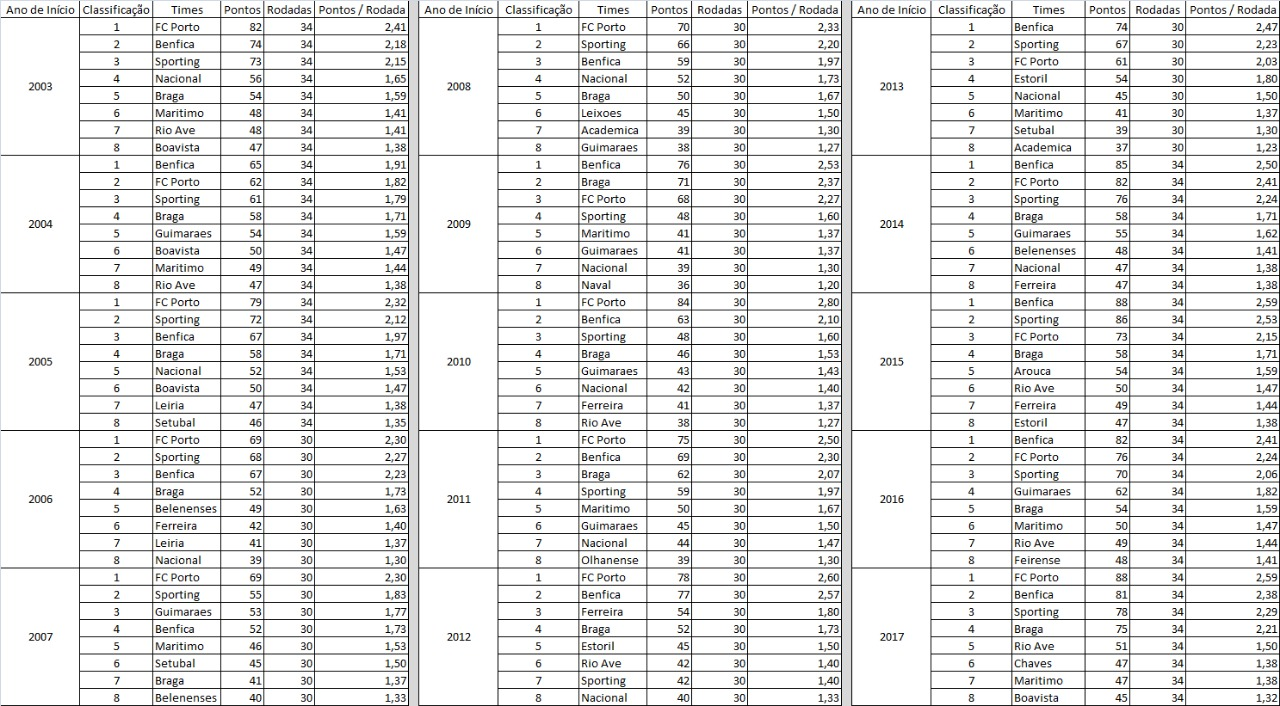 Ano de Início Classificação Times Pontos Rodadas Pontos / Rodada
2003
1 FC Porto 82 34 2,41
2 Benfica 74 34 2,18
3 Sporting 73 34 2,15
4 Nacional 56 34 1,65
5 Braga 54 34 1,59
6 Maritimo 48 34 1,41
7 Rio Ave 48 34 1,41
8 Boavista 47 34 1,38
2004
1 Benfica 65 34 1,91
2 FC Porto 62 34 1,82
3 Sporting 61 34 1,79
4 Braga 58 34 1,71
5 Guimaraes 54 34 1,59
6 Boavista 50 34 1,47
7 Maritimo 49 34 1,44
8 Rio Ave 47 34 1,38
2005
1 FC Porto 79 34 2,32
2 Sporting 72 34 2,12
3 Benfica 67 34 1,97
4 Braga 58 34 1,71
5 Nacional 52 34 1,53
6 Boavista 50 34 1,47
7 Leiria 47 34 1,38
8 Setubal 46 34 1,35
2006
1 FC Porto 69 30 2,30
2 Sporting 68 30 2,27
3 Benfica 67 30 2,23
4 Braga 52 30 1,73
5 Belenenses 49 30 1,63
6 Ferreira 42 30 1,40
7 Leiria 41 30 1,37
8 Nacional 39 30 1,30
2007
1 FC Porto 69 30 2,30
2 Sporting 55 30 1,83
3 Guimaraes 53 30 1,77
4 Benfica 52 30 1,73
5 Maritimo 46 30 1,53
6 Setubal 45 30 1,50
7 Braga 41 30 1,37
8 Belenenses 40 30 1,33
Ano de Início Classificação Times Pontos Rodadas Pontos / Rodada
2008
1 FC Porto 70 30 2,33
2 Sporting 66 30 2,20
3 Benfica 59 30 1,97
4 Nacional 52 30 1,73
5 Braga 50 30 1,67
6 Leixoes 45 30 1,50
7 Academica 39 30 1,30
8 Guimaraes 38 30 1,27
2009
1 Benfica 76 30 2,53
2 Braga 71 30 2,37
3 FC Porto 68 30 2,27
4 Sporting 48 30 1,60
5 Maritimo 41 30 1,37
6 Guimaraes 41 30 1,37
7 Nacional 39 30 1,30
8 Naval 36 30 1,20
2010
1 FC Porto 84 30 2,80
2 Benfica 63 30 2,10
3 Sporting 48 30 1,60
4 Braga 46 30 1,53
5 Guimaraes 43 30 1,43
6 Nacional 42 30 1,40
7 Ferreira 41 30 1,37
8 Rio Ave 38 30 1,27
2011
1 FC Porto 75 30 2,50
2 Benfica 69 30 2,30
3 Braga 62 30 2,07
4 Sporting 59 30 1,97
5 Maritimo 50 30 1,67
6 Guimaraes 45 30 1,50
7 Nacional 44 30 1,47
8 Olhanense 39 30 1,30
2012
1 FC Porto 78 30 2,60
2 Benfica 77 30 2,57
3 Ferreira 54 30 1,80
4 Braga 52 30 1,73
5 Estoril 45 30 1,50
6 Rio Ave 42 30 1,40
7 Sporting 42 30 1,40
8 Nacional 40 30 1,33
Ano de Início Classificação Times Pontos Rodadas Pontos / Rodada
2013
1 Benfica 74 30 2,47
2 Sporting 67 30 2,23
3 FC Porto 61 30 2,03
4 Estoril 54 30 1,80
5 Nacional 45 30 1,50
6 Maritimo 41 30 1,37
7 Setubal 39 30 1,30
8 Academica 37 30 1,23
2014
1 Benfica 85 34 2,50
2 FC Porto 82 34 2,41
3 Sporting 76 34 2,24
4 Braga 58 34 1,71
5 Guimaraes 55 34 1,62
6 Belenenses 48 34 1,41
7 Nacional 47 34 1,38
8 Ferreira 47 34 1,38
2015
1 Benfica 88 34 2,59
2 Sporting 86 34 2,53
3 FC Porto 73 34 2,15
4 Braga 58 34 1,71
5 Arouca 54 34 1,59
6 Rio Ave 50 34 1,47
7 Ferreira 49 34 1,44
8 Estoril 47 34 1,38
2016
1 Benfica 82 34 2,41
2 FC Porto 76 34 2,24
3 Sporting 70 34 2,06
4 Guimaraes 62 34 1,82
5 Braga 54 34 1,59
6 Maritimo 50 34 1,47
7 Rio Ave 49 34 1,44
8 Feirense 48 34 1,41
2017
1 FC Porto 88 34 2,59
2 Benfica 81 34 2,38
3 Sporting 78 34 2,29
4 Braga 75 34 2,21
5 Rio Ave 51 34 1,50
6 Chaves 47 34 1,38
7 Maritimo 47 34 1,38
8 Boavista 45 34 1,32